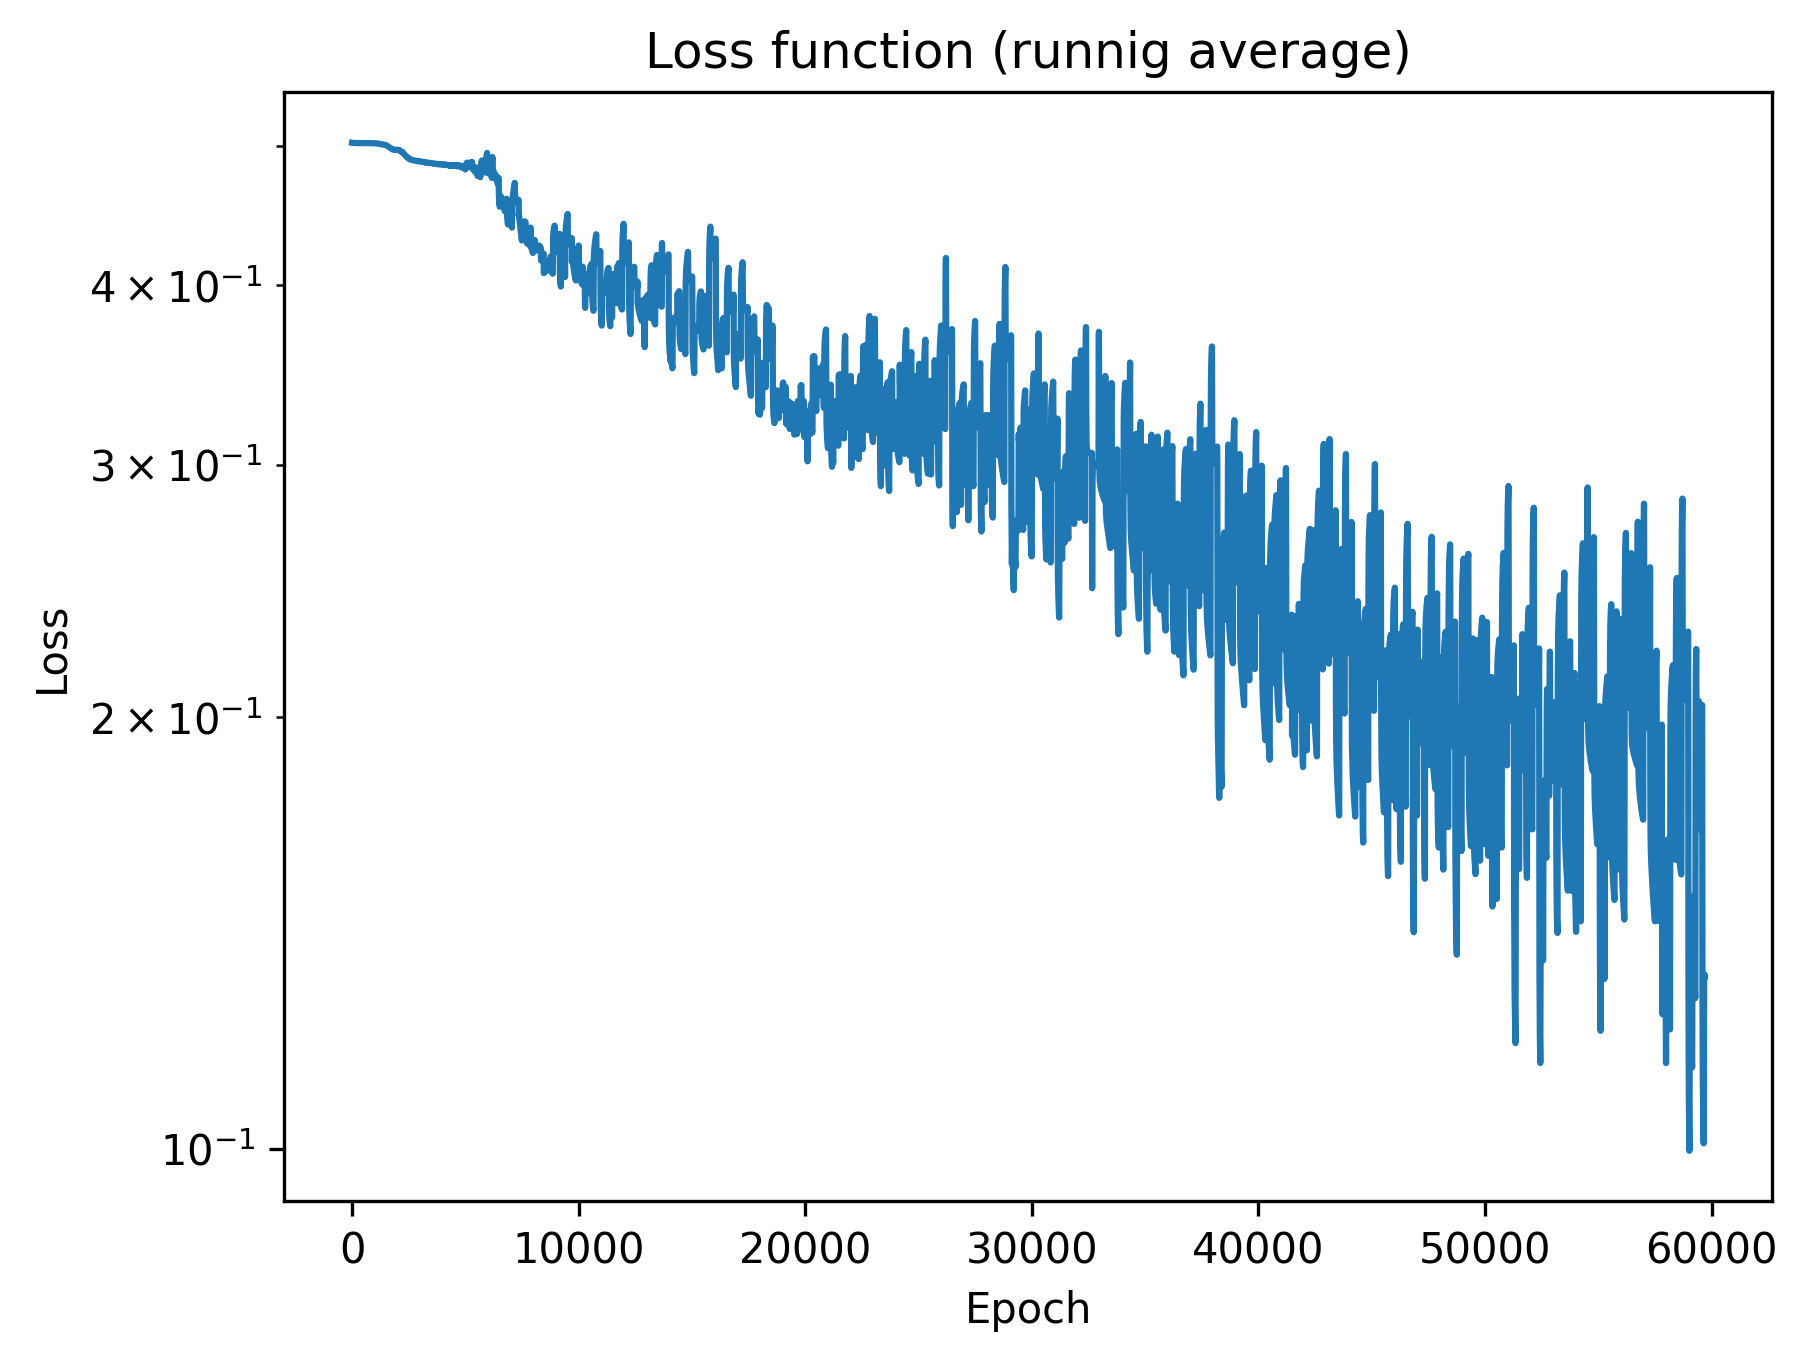 Loss function (runnig average)
4 × 10⁻¹
3 × 10⁻¹
2 × 10⁻¹
10⁻¹
Loss
0 10000 20000 30000 40000 50000 60000
Epoch